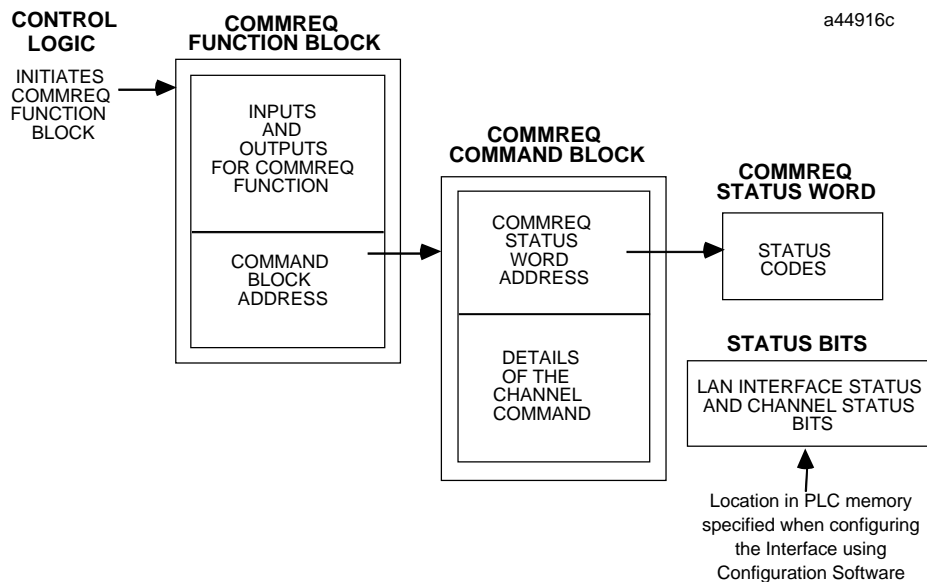 CONTROL
LOGIC
INITIATES
COMMREQ
FUNCTION
BLOCK
COMMREQ
FUNCTION BLOCK
INPUTS
AND
OUTPUTS
FOR COMMREQ
FUNCTION
COMMAND
BLOCK
ADDRESS
COMMREQ
COMMAND BLOCK
COMMREQ
STATUS
WORD
ADDRESS
DETAILS
OF THE
CHANNEL
COMMAND
a44916c
COMMREQ
STATUS WORD
STATUS
CODES
STATUS BITS
LAN INTERFACE STATUS
AND CHANNEL STATUS
BITS
Location in PLC memory
specified when configuring
the Interface using
Configuration Software